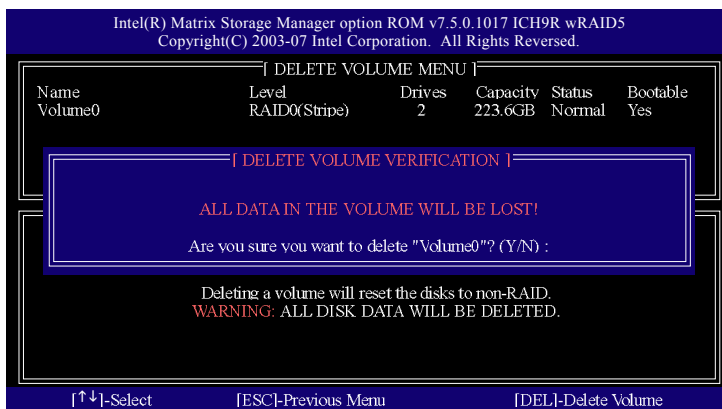 Intel(R) Matrix Storage Manager option ROM v7.5.0.1017 ICH9R wRAID5
Copyright(C) 2003-07 Intel Corporation. All Rights Reversed.
[ DELETE VOLUME MENU ]
Name Level Drives Capacity Status Bootable
Volume0 RAID0(Stripe) 2 223.6GB Normal Yes
[ DELETE VOLUME VERIFICATION ]
ALL DATA IN THE VOLUME WILL BE LOST!
Are you sure you want to delete "Volume0"? (Y/N) :
Deleting a volume will reset the disks to non-RAID.
WARNING: ALL DISK DATA WILL BE DELETED.
[↑↓]-Select [ESC]-Previous Menu [DEL]-Delete Volume